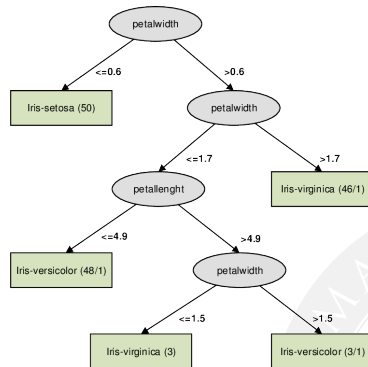 petalwidth
<=0.6
>0.6
Iris-setosa (50)
petalwidth
<=1.7
>1.7
petallenght
Iris-virginica (46/1)
<=4.9
>4.9
Iris-versicolor (48/1)
petalwidth
<=1.5
>1.5
Iris-virginica (3)
Iris-versicolor (3/1)